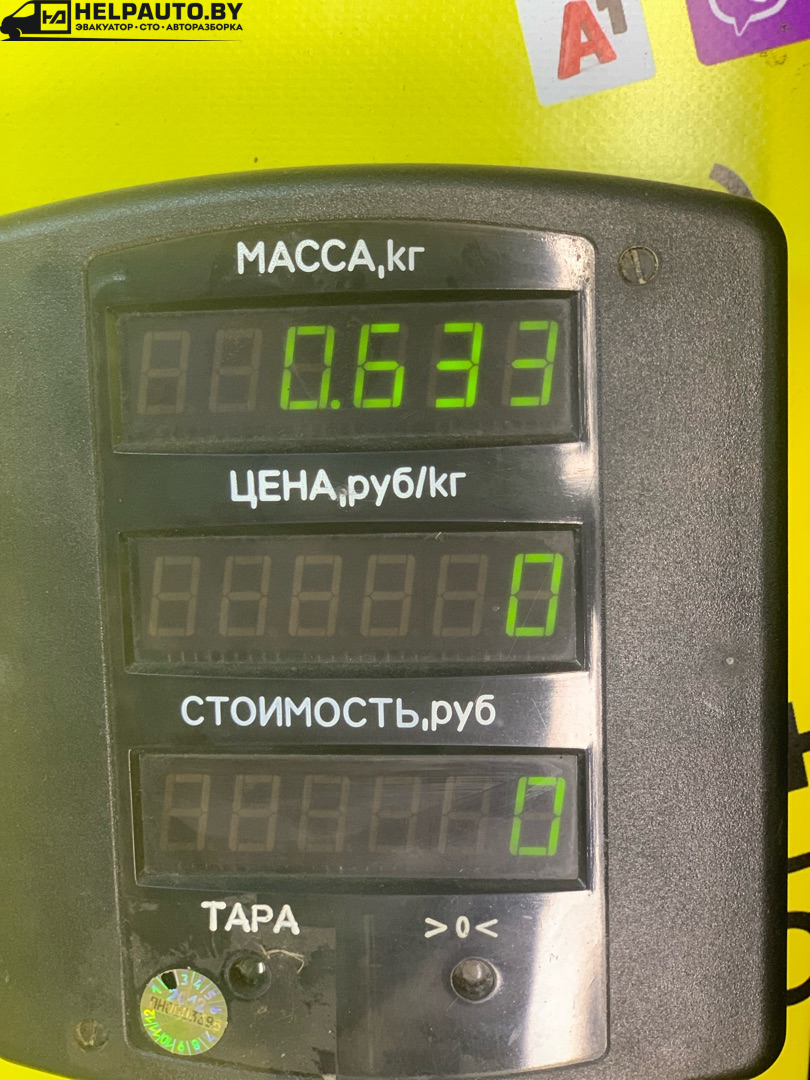 HELPAUTO.BY
ЭВАКУАТОР•СТО•АВТОРАЗБОРКА
A1
МАССА,кг
0.633
ЦЕНА,руб/кг
0
СТОИМОСТЬ,руб
0
ТАРА
>0<